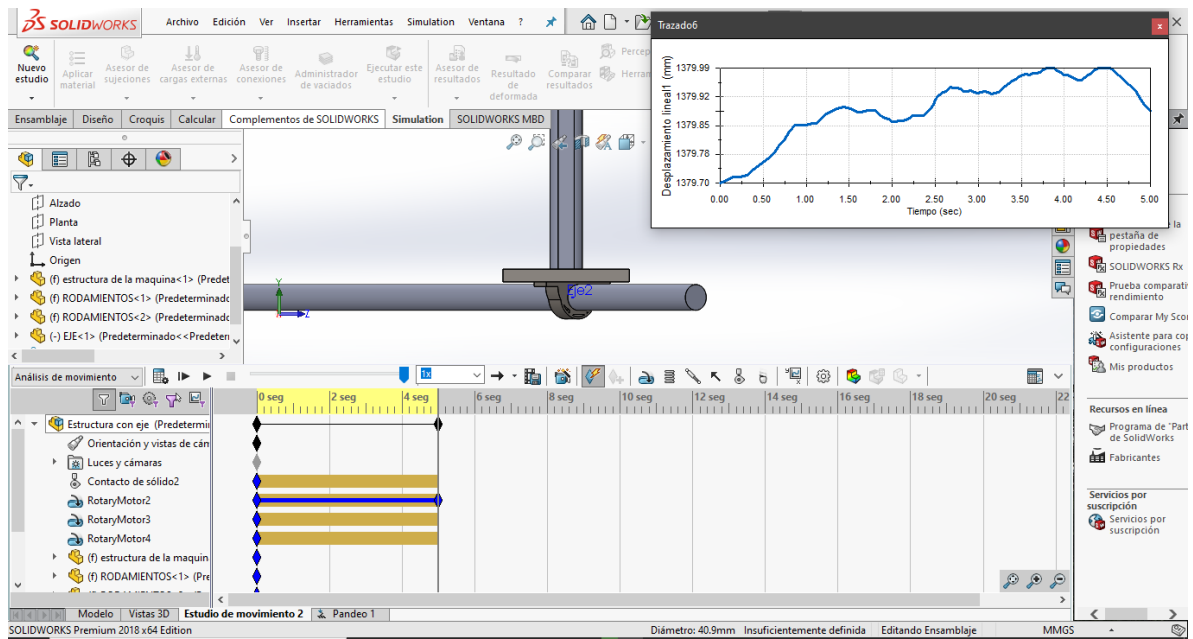 SOLIDWORKS Archivo Edición Ver Insertar Herramientas Simulation Ventana ?
Nuevo estudio
Aplicar material
Asesor de sujeciones
Asesor de cargas externas
Asesor de conexiones
Administrador de vaciados
Ejecutar este estudio
Asesor de resultados
Resultado de deformada
Comparar resultados
Percep
Herran
Ensamblaje Diseño Croquis Calcular Complementos de SOLIDWORKS Simulation SOLIDWORKS MBD
Trazado6
Desplazamiento lineal1 (mm)
1379.99
1379.92
1379.85
1379.78
1379.70
0.00 0.50 1.00 1.50 2.00 2.50 3.00 3.50 4.00 4.50 5.00
Tiempo (sec)
Alzado
Planta
Vista lateral
Origen
(f) estructura de la maquina<1> (Predet
(f) RODAMIENTOS<1> (Predeterminado
(f) RODAMIENTOS<2> (Predeterminado
(-) EJE<1> (Predeterminado<<Predeter
Y
Z
Eje2
la
pestaña de
propiedades
SOLIDWORKS Rx
Prueba comparati
rendimiento
Comparar My Scor
Asistente para cop
configuraciones
Mis productos
Recursos en línea
Programa de "Part
de SolidWorks
Fabricantes
Servicios por
suscripción
Servicios por
suscripción
Análisis de movimiento
1x
0 seg 2 seg 4 seg 6 seg 8 seg 10 seg 12 seg 14 seg 16 seg 18 seg 20 seg 22
Estructura con eje (Predetermin
Orientación y vistas de cám
Luces y cámaras
Contacto de sólido2
RotaryMotor2
RotaryMotor3
RotaryMotor4
(f) estructura de la maquin
(f) RODAMIENTOS<1> (Pre
Modelo Vistas 3D Estudio de movimiento 2 Pandeo 1
SOLIDWORKS Premium 2018 x64 Edition Diámetro: 40.9mm Insuficientemente definida Editando Ensamblaje MMGS